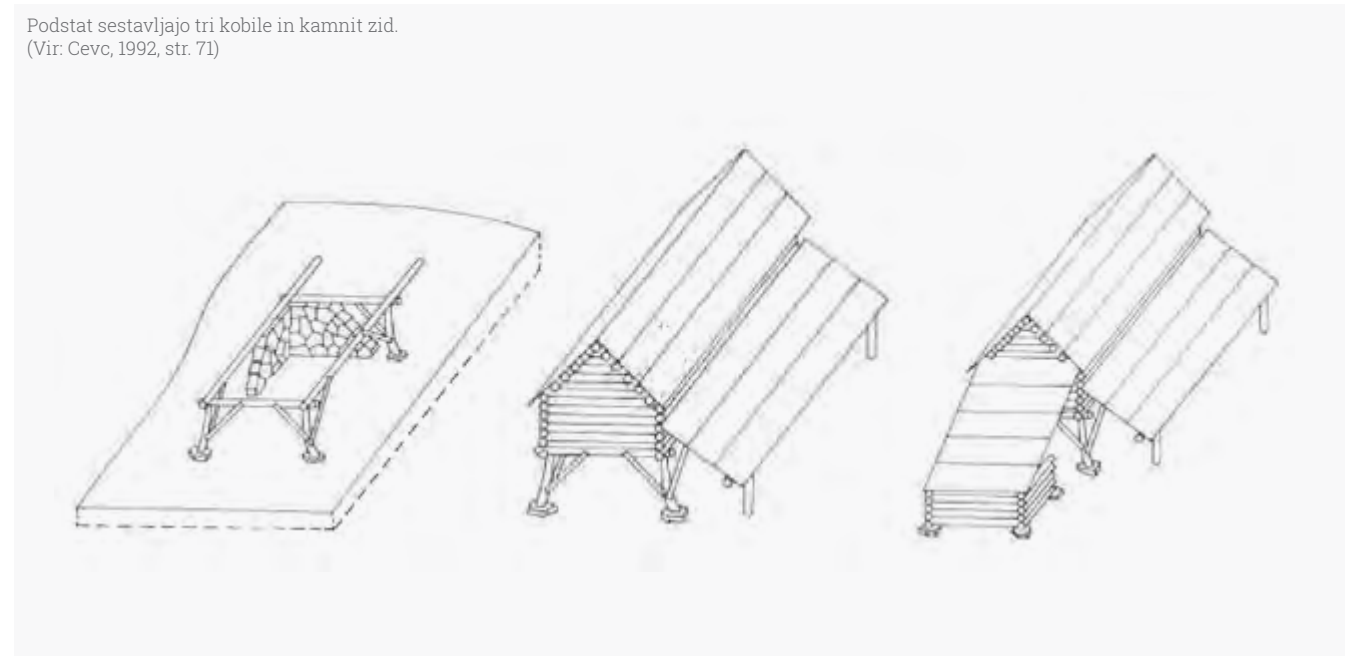 Podstat sestavljajo tri kobile in kamnit zid.
(Vir: Cevc, 1992, str. 71)